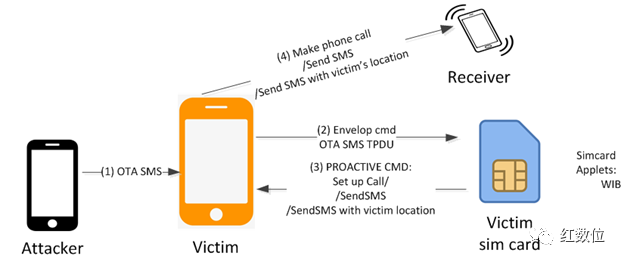 (4) Make phone call
/Send SMS
/Send SMS with victim's location
Receiver
(1) OTA SMS
(2) Envelop cmd
OTA SMS TPDU
(3) PROACTIVE CMD:
Set up Call/
/SendSMS
/SendSMS with victim location
Simcard
Applets:
WIB
Attacker
Victim
Victim
sim card
红数位